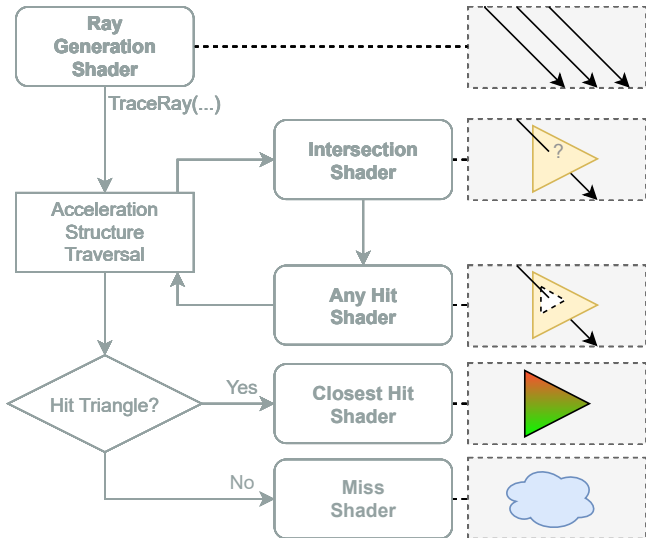 Ray
Generation
Shader
TraceRay(...)
Intersection
Shader
?
Acceleration
Structure
Traversal
Any Hit
Shader
Hit Triangle?
Yes
Closest Hit
Shader
No
Miss
Shader